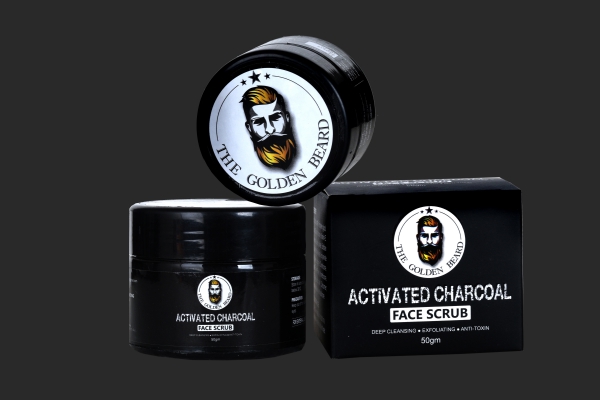 THE GOLDEN BEARD
THE GOLDEN BEARD
ACTIVATED CHARCOAL
FACE SCRUB
DEEP CLEANSING ● EXFOLIATING ● ANTI-TOXIN
50gm
THE GOLDEN BEARD
ACTIVATED CHARCOAL
FACE SCRUB
50gm